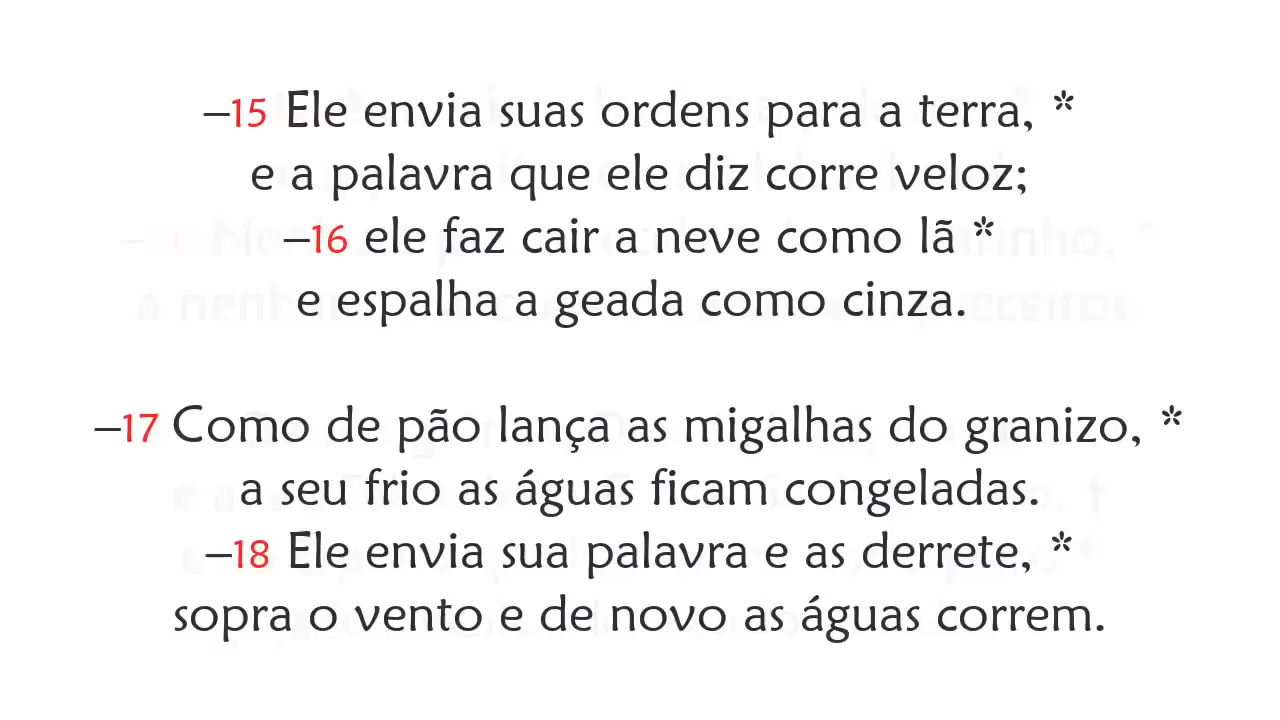 –15 Ele envia suas ordens para a terra, *
e a palavra que ele diz corre veloz;
–16 ele faz cair a neve como lã *
e espalha a geada como cinza.
–17 Como de pão lança as migalhas do granizo, *
a seu frio as águas ficam congeladas.
–18 Ele envia sua palavra e as derrete, *
sopra o vento e de novo as águas correm.